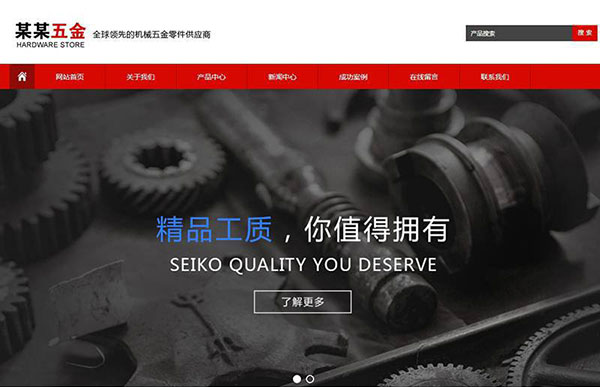 某某五金
HARDWARE STORE
全球领先的机械五金零件供应商
产品搜索
搜 索
网站首页 关于我们 产品中心 新闻中心 成功案例 在线留言 联系我们
精品工质，你值得拥有
SEIKO QUALITY YOU DESERVE
了解更多